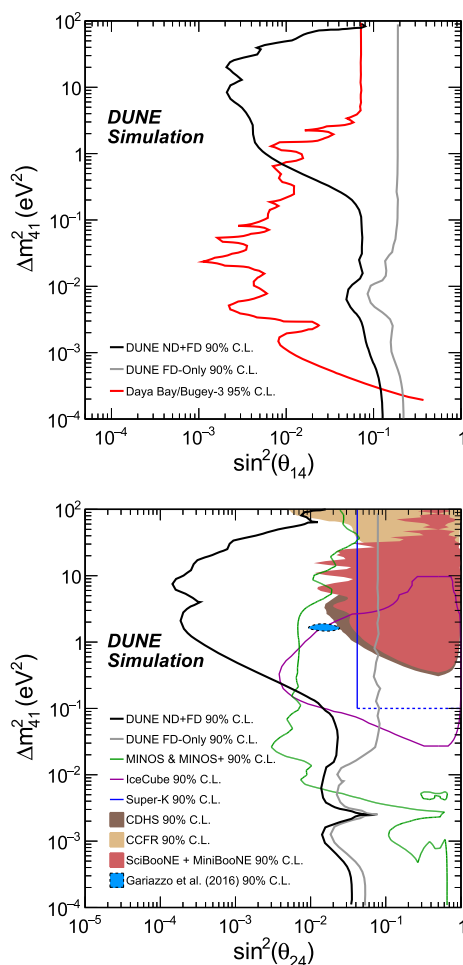 10²
10
1
10⁻¹
10⁻²
10⁻³
10⁻⁴
Δm²₄₁ (eV²)
DUNE
Simulation
DUNE ND+FD 90% C.L.
DUNE FD-Only 90% C.L.
Daya Bay/Bugey-3 95% C.L.
10⁻⁴ 10⁻³ 10⁻² 10⁻¹ 1
sin²(θ₁₄)
10²
10
1
10⁻¹
10⁻²
10⁻³
10⁻⁴
Δm²₄₁ (eV²)
DUNE
Simulation
DUNE ND+FD 90% C.L.
DUNE FD-Only 90% C.L.
MINOS & MINOS+ 90% C.L.
IceCube 90% C.L.
Super-K 90% C.L.
CDHS 90% C.L.
CCFR 90% C.L.
SciBooNE + MiniBooNE 90% C.L.
Gariazzo et al. (2016) 90% C.L.
10⁻⁵ 10⁻⁴ 10⁻³ 10⁻² 10⁻¹ 1
sin²(θ₂₄)